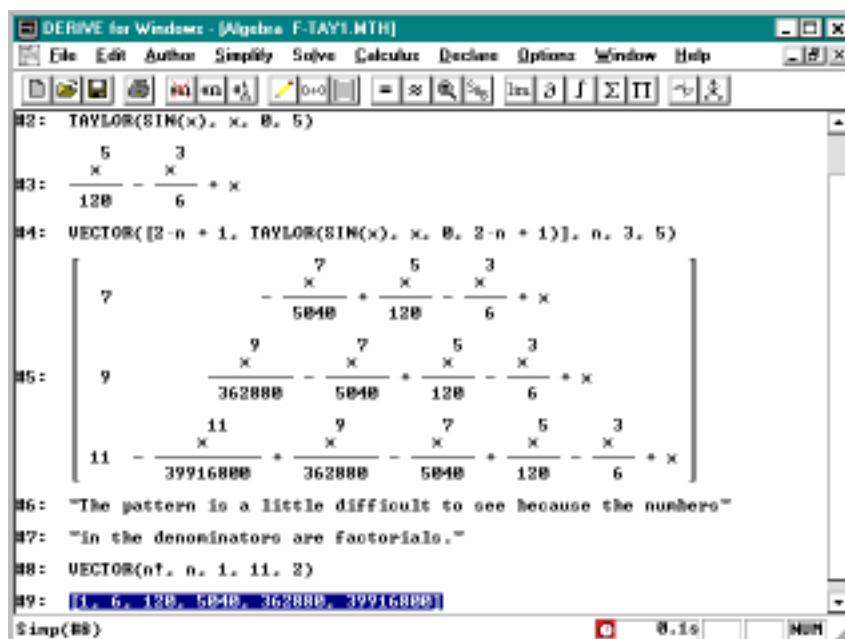 DERIVE for Windows - [Algebra F-TAY1.MTH]
File Edit Author Simplify Solve Calculus Declare Options Window Help
lim ∂ ∫ Σ Π
#2: TAYLOR(SIN(x), x, 0, 5)
5 3
x x
#3: ─── - ─── + x
120 6
#4: VECTOR([2·n + 1, TAYLOR(SIN(x), x, 0, 2·n + 1)], n, 3, 5)
7 5 3
x x x
7 - ─── + ─── - ─── + x
5040 120 6
9 7 5 3
x x x x
#5: 9 ─── - ─── + ─── - ─── + x
362880 5040 120 6
11 9 7 5 3
x x x x x
11 - ─── + ─── - ─── + ─── - ─── + x
39916800 362880 5040 120 6
#6: "The pattern is a little difficult to see because the numbers"
#7: "in the denominators are factorials."
#8: VECTOR(n!, n, 1, 11, 2)
#9: [1, 6, 120, 5040, 362880, 39916800]
Simp(#8) 0.1s NUM